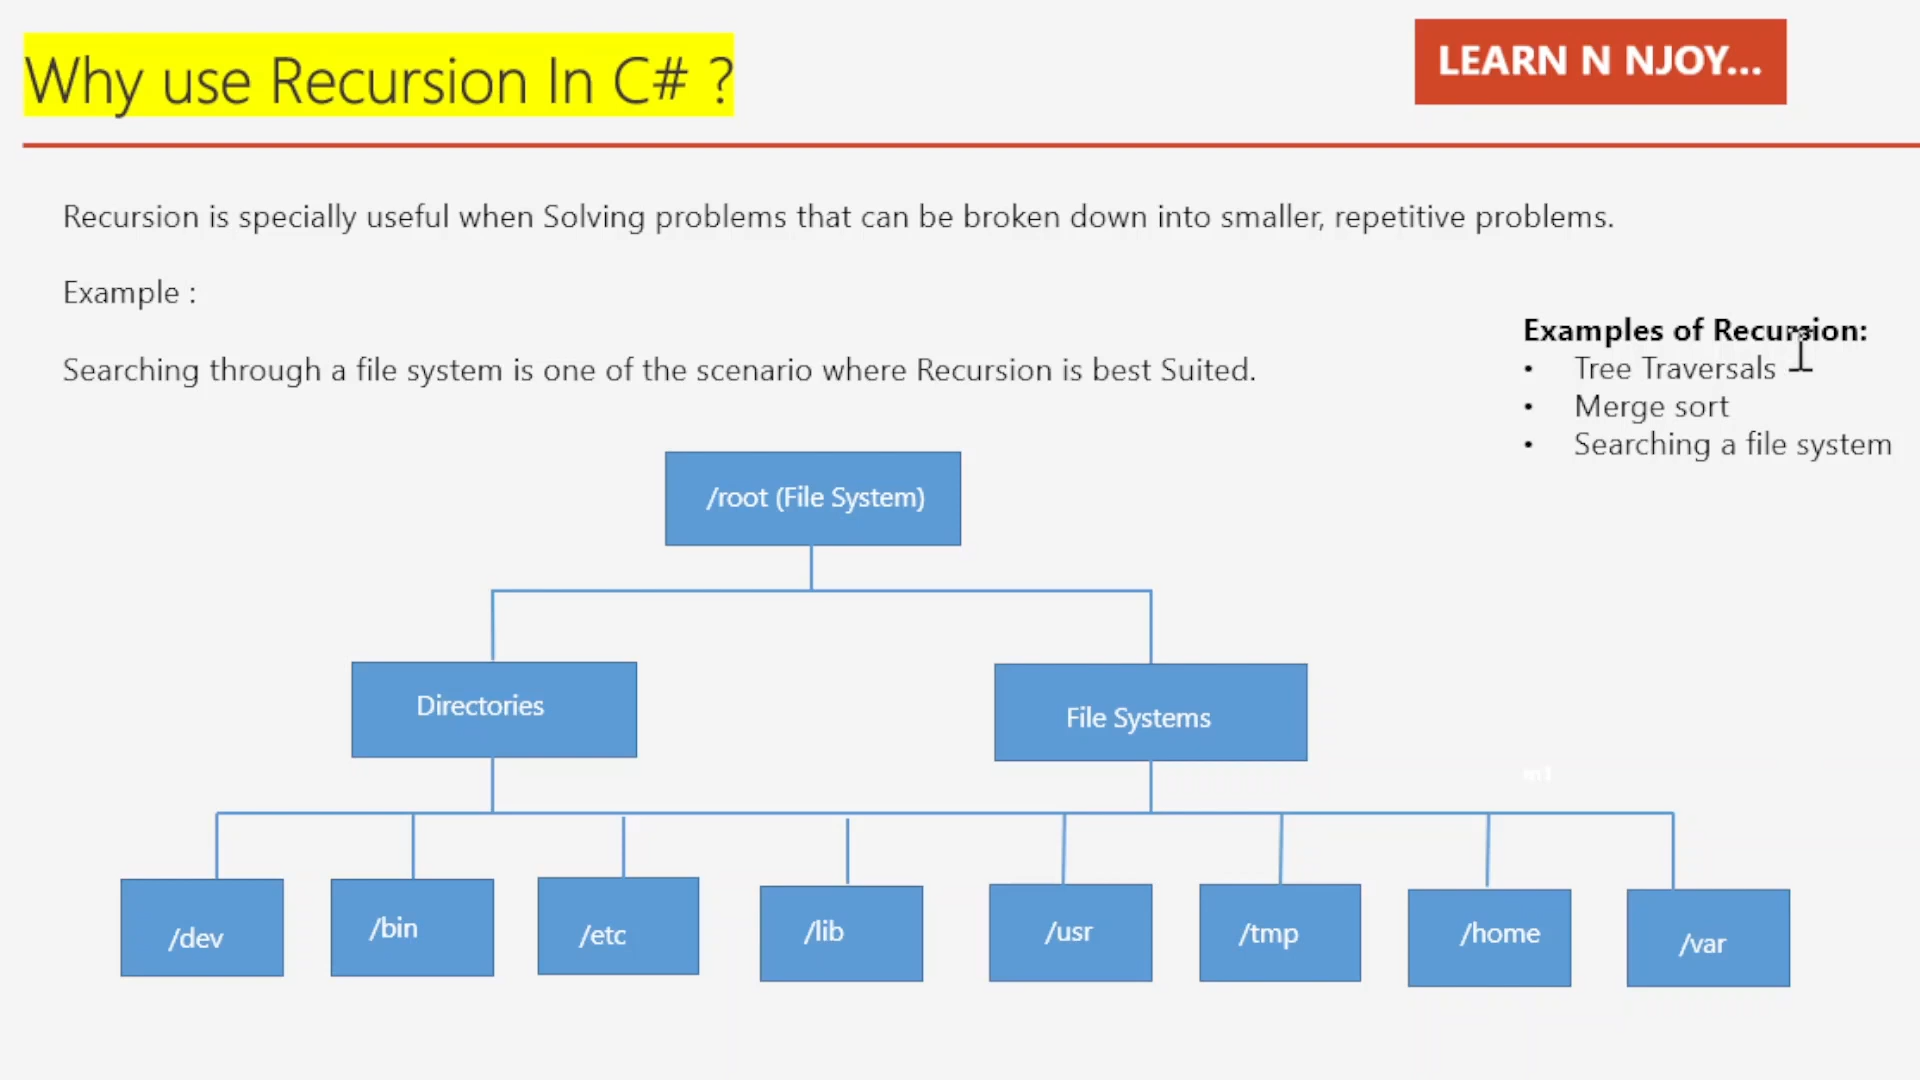 Why use Recursion In C# ?
LEARN N NJOY...
Recursion is specially useful when Solving problems that can be broken down into smaller, repetitive problems.
Example :
Searching through a file system is one of the scenario where Recursion is best Suited.
Examples of Recursion:
• Tree Traversals
• Merge sort
• Searching a file system
/root (File System)
Directories
File Systems
m1
/dev
/bin
/etc
/lib
/usr
/tmp
/home
/var